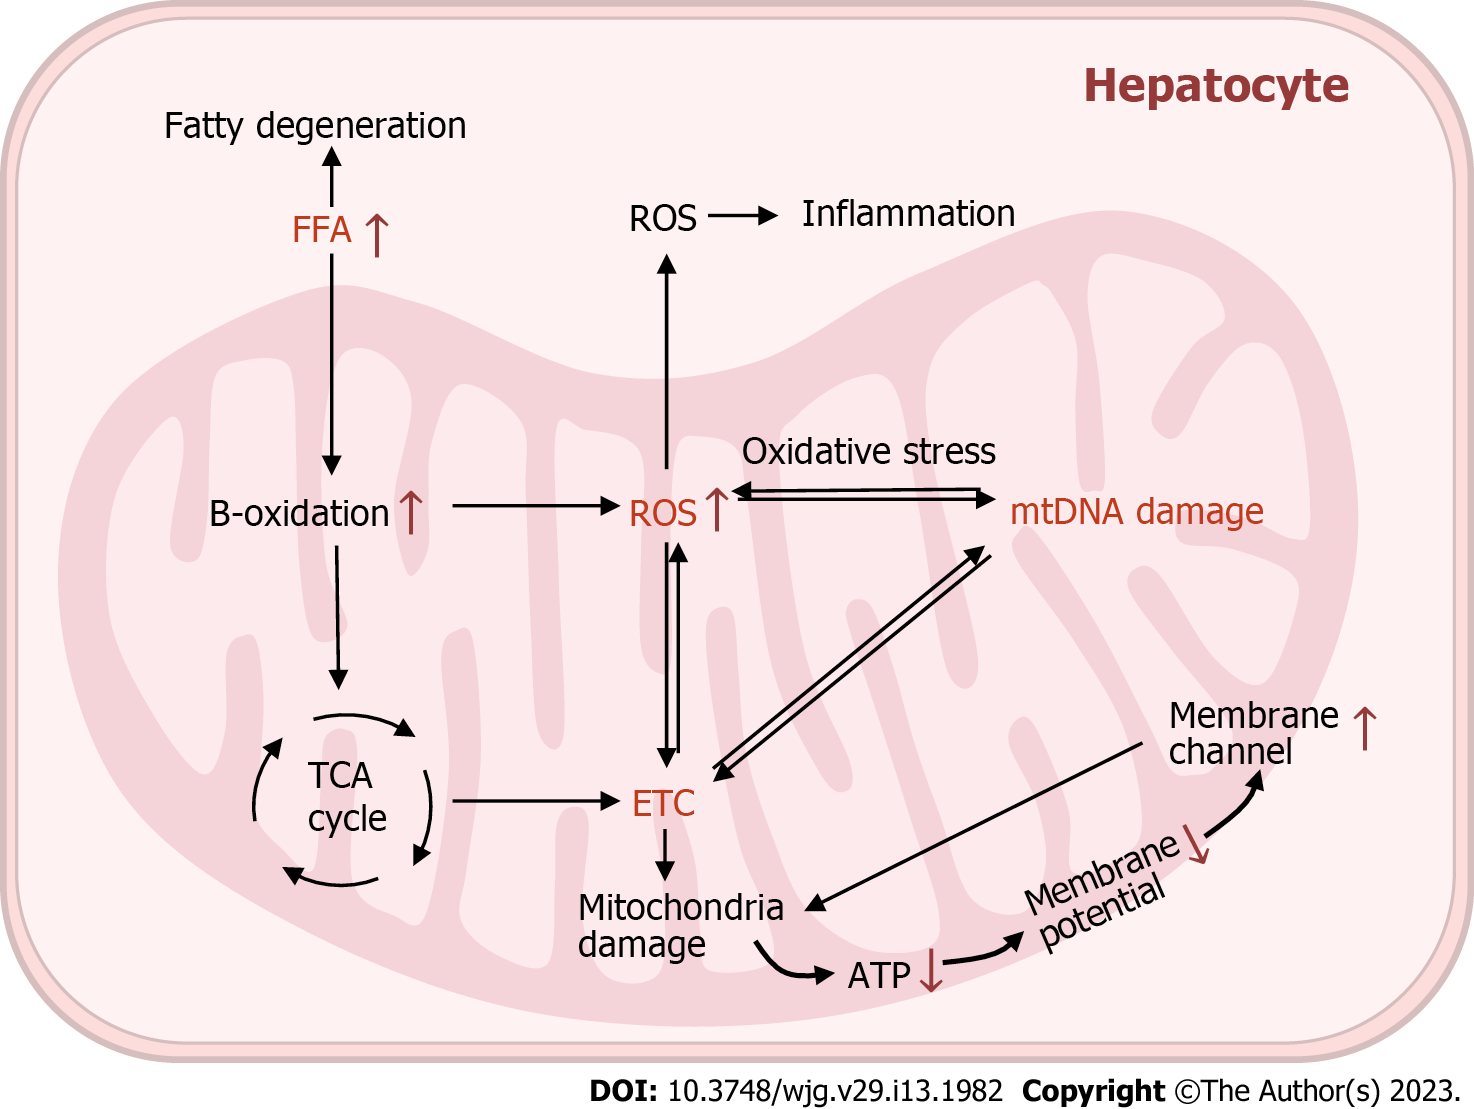 Hepatocyte
Fatty degeneration
FFA ↑
ROS
Inflammation
Oxidative stress
B-oxidation ↑
ROS ↑
mtDNA damage
TCA
cycle
ETC
Membrane ↑
channel
Mitochondria
damage
ATP ↓
Membrane ↓
potential
DOI: 10.3748/wjg.v29.i13.1982 Copyright ©The Author(s) 2023.